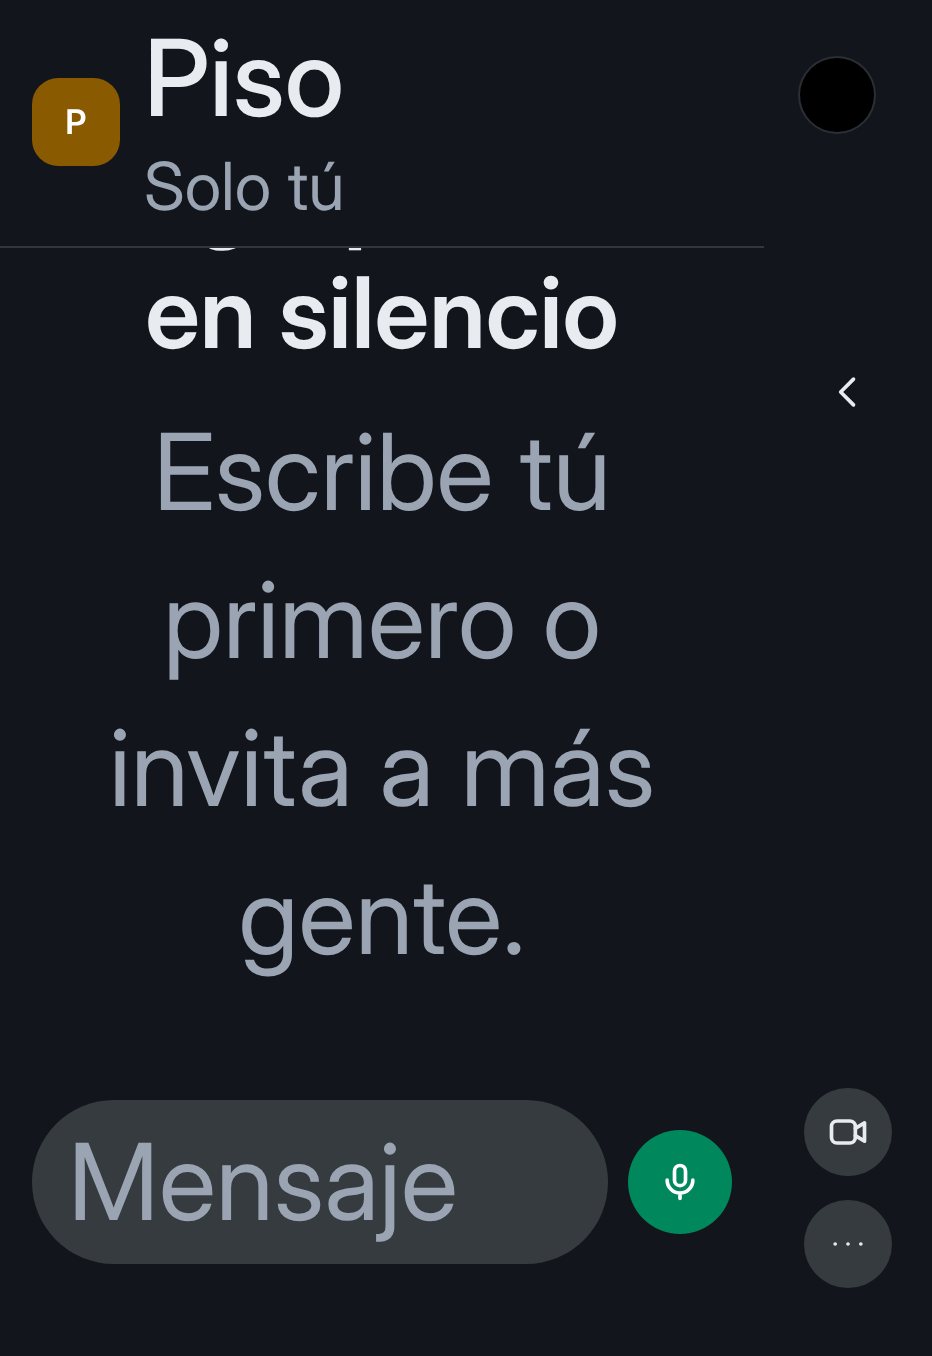 P
Piso
Solo tú
en silencio
Escribe tú
primero o
invita a más
gente.
Mensaje